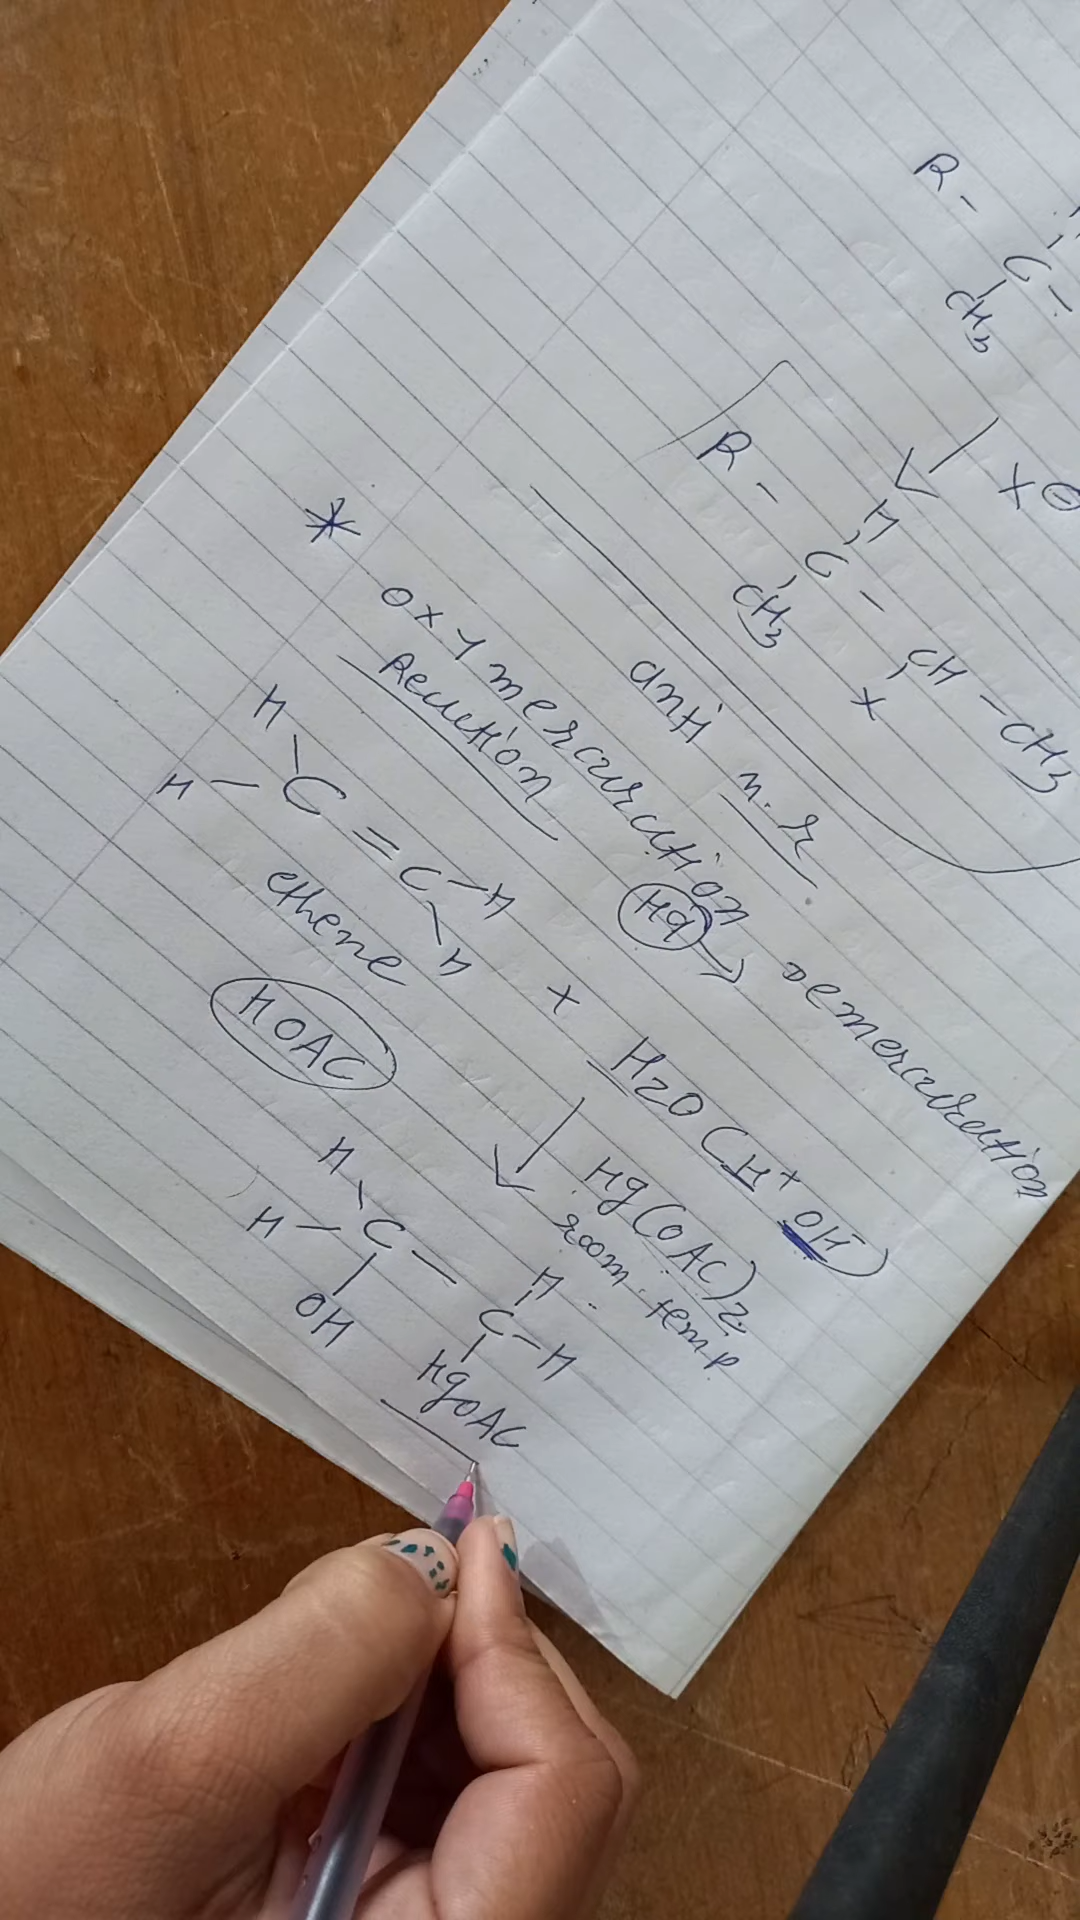 R - C -
CH3
X ⊖
H
R - C - CH - CH3
CH3 X
anti n.r
* oxymercuration Demercuration
Reaction
Hg →
H
H - C = C - H
H
+ H2O (H+ OH-)
ethene
HOAC
Hg(OAC)2
room temp
H H
H - C - C - H
OH HgOAC